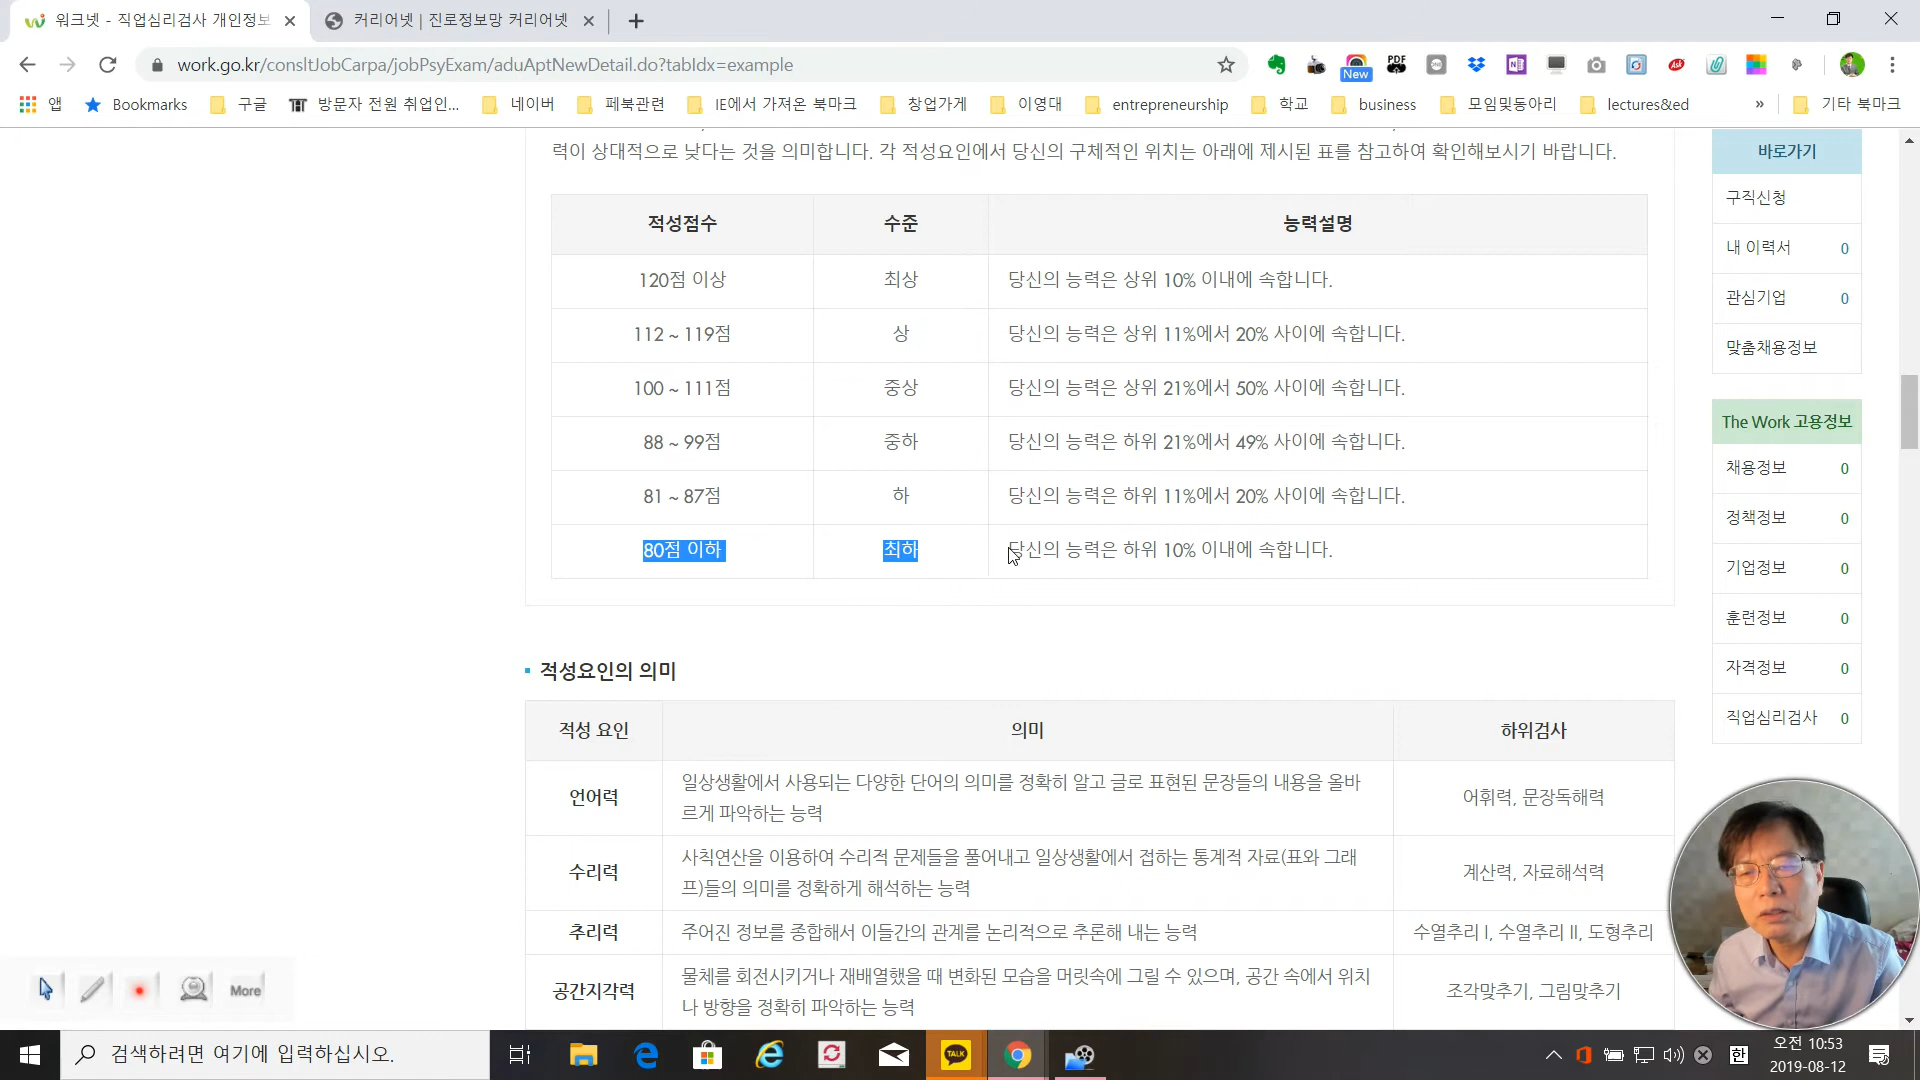 워크넷 - 직업심리검사 개인정보
커리어넷 | 진로정보망 커리어넷
work.go.kr/consltJobCarpa/jobPsyExam/aduAptNewDetail.do?tabIdx=example
New
PDF
앱 Bookmarks 구글 방문자 전원 취업인... 네이버 페북관련 IE에서 가져온 북마크 창업가게 이영대 entrepreneurship 학교 business 모임및동아리 lectures&ed » 기타 북마크
력이 상대적으로 낮다는 것을 의미합니다. 각 적성요인에서 당신의 구체적인 위치는 아래에 제시된 표를 참고하여 확인해보시기 바랍니다.
적성점수 수준 능력설명
120점 이상 최상 당신의 능력은 상위 10% 이내에 속합니다.
112 ~ 119점 상 당신의 능력은 상위 11%에서 20% 사이에 속합니다.
100 ~ 111점 중상 당신의 능력은 상위 21%에서 50% 사이에 속합니다.
88 ~ 99점 중하 당신의 능력은 하위 21%에서 49% 사이에 속합니다.
81 ~ 87점 하 당신의 능력은 하위 11%에서 20% 사이에 속합니다.
80점 이하 최하 당신의 능력은 하위 10% 이내에 속합니다.
적성요인의 의미
적성 요인 의미 하위검사
언어력 일상생활에서 사용되는 다양한 단어의 의미를 정확히 알고 글로 표현된 문장들의 내용을 올바
르게 파악하는 능력 어휘력, 문장독해력
수리력 사칙연산을 이용하여 수리적 문제들을 풀어내고 일상생활에서 접하는 통계적 자료(표와 그래
프)들의 의미를 정확하게 해석하는 능력 계산력, 자료해석력
추리력 주어진 정보를 종합해서 이들간의 관계를 논리적으로 추론해 내는 능력 수열추리 I, 수열추리 II, 도형추리
공간지각력 물체를 회전시키거나 재배열했을 때 변화된 모습을 머릿속에 그릴 수 있으며, 공간 속에서 위치
나 방향을 정확히 파악하는 능력 조각맞추기, 그림맞추기
바로가기
구직신청
내 이력서 0
관심기업 0
맞춤채용정보
The Work 고용정보
채용정보 0
정책정보 0
기업정보 0
훈련정보 0
자격정보 0
직업심리검사 0
More
검색하려면 여기에 입력하십시오.
TALK
한
오전 10:53
2019-08-12